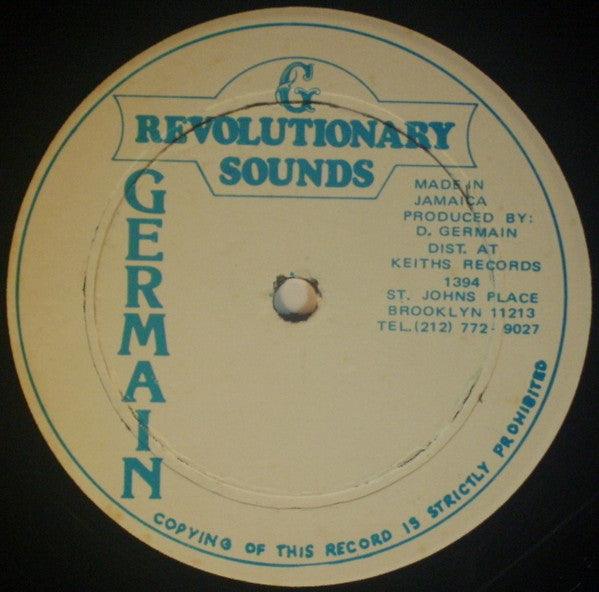 G
REVOLUTIONARY
SOUNDS
GERMAIN
MADE IN
JAMAICA
PRODUCED BY:
D. GERMAIN
DIST. AT
KEITHS RECORDS
1394
ST. JOHNS PLACE
BROOKLYN 11213
TEL.(212) 772-9027
COPYING OF THIS RECORD IS STRICTLY PROHIBITED